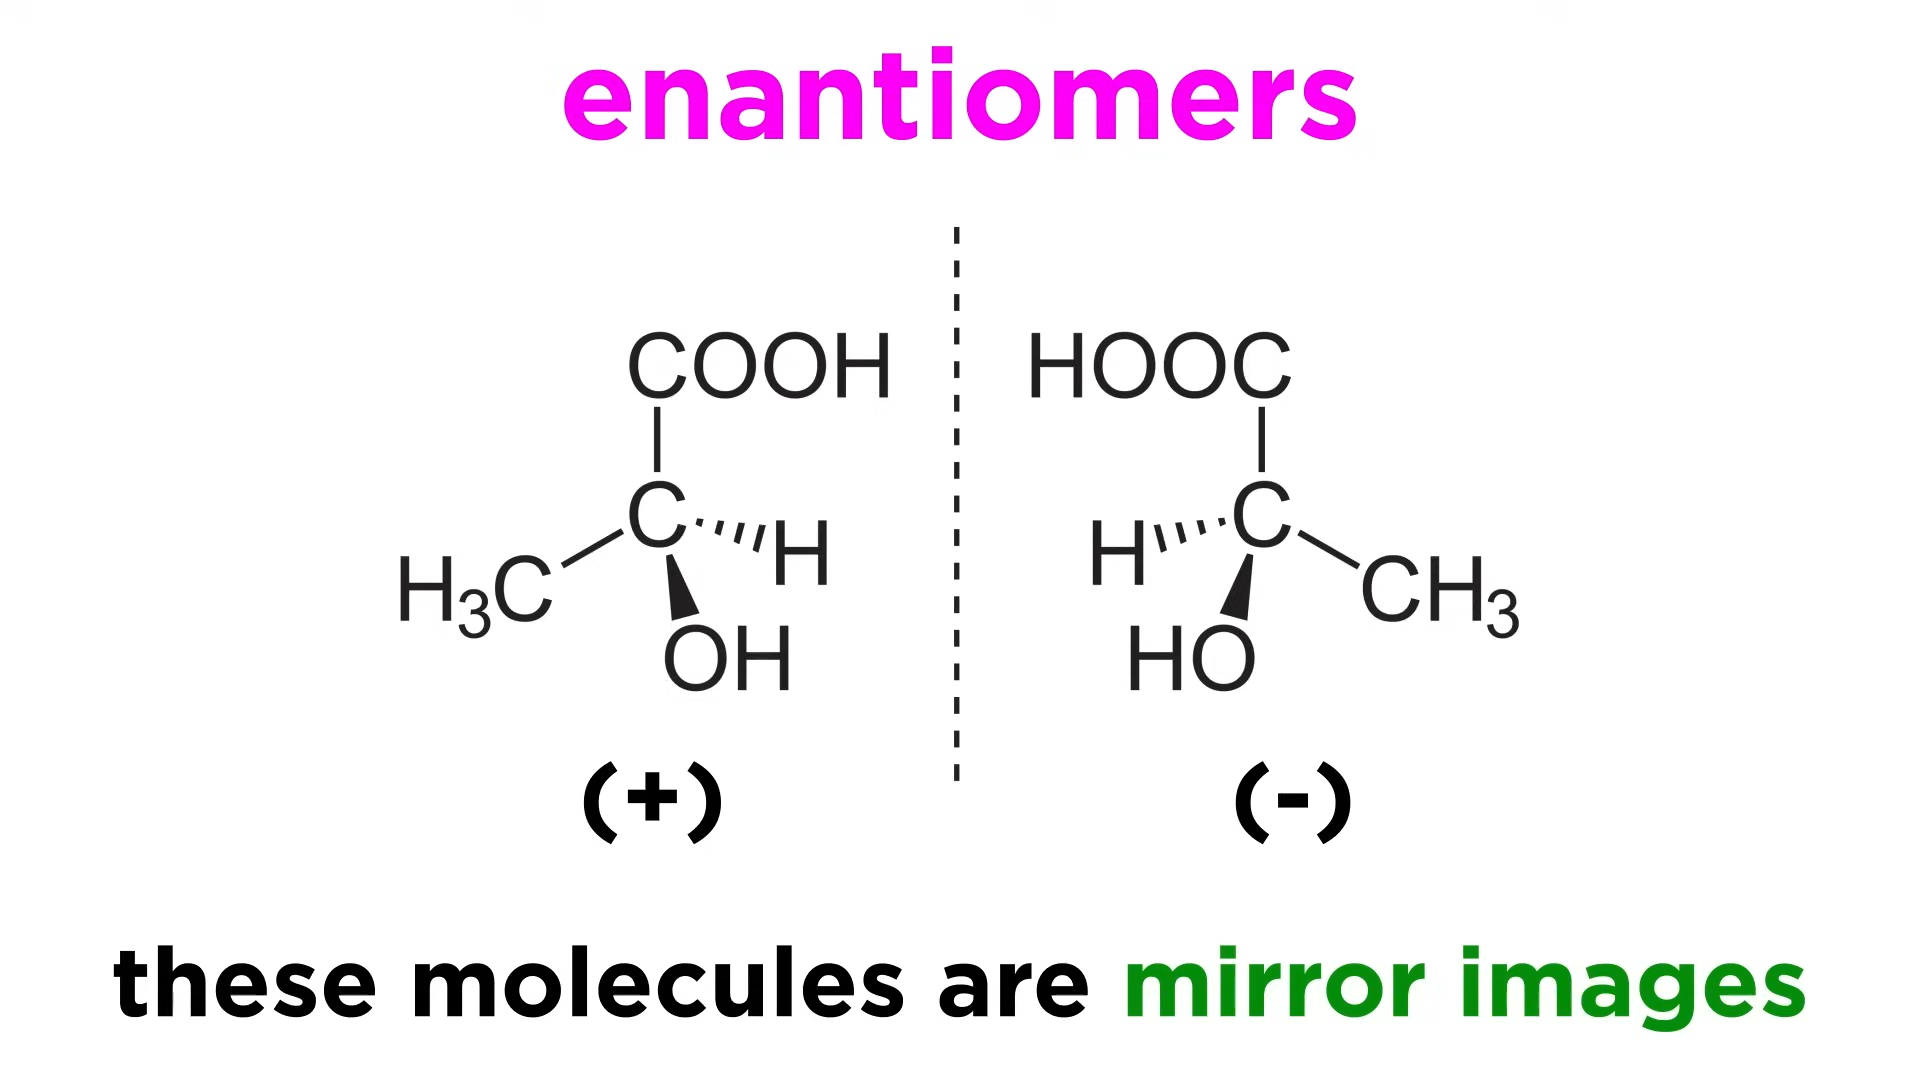 enantiomers
COOH HOOC
C H H C
H₃C CH₃
OH HO
(+) (-)
these molecules are mirror images